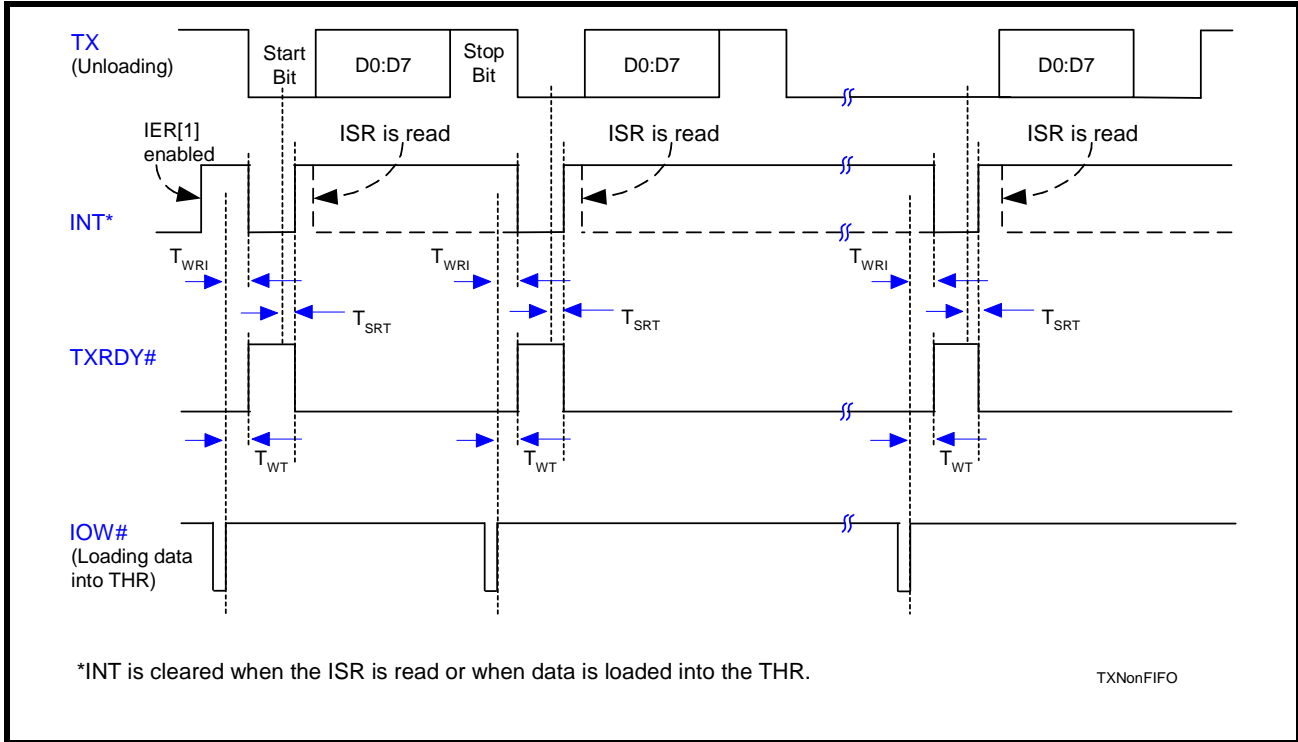 TX
(Unloading)
Start
Bit
D0:D7
Stop
Bit
D0:D7
D0:D7
IER[1]
enabled
ISR is read
ISR is read
ISR is read
INT*
TWRI
TWRI
TWRI
TSRT
TSRT
TSRT
TXRDY#
TWT
TWT
TWT
IOW#
(Loading data
into THR)
*INT is cleared when the ISR is read or when data is loaded into the THR.
TXNonFIFO